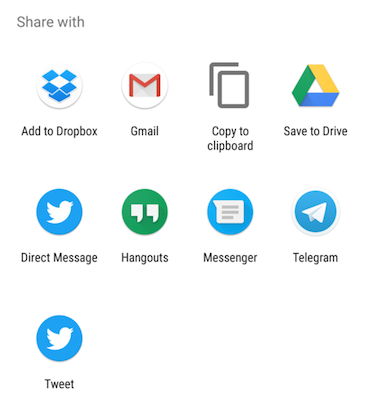 Share with
Add to Dropbox
Gmail
Copy to
clipboard
Save to Drive
Direct Message
Hangouts
Messenger
Telegram
Tweet